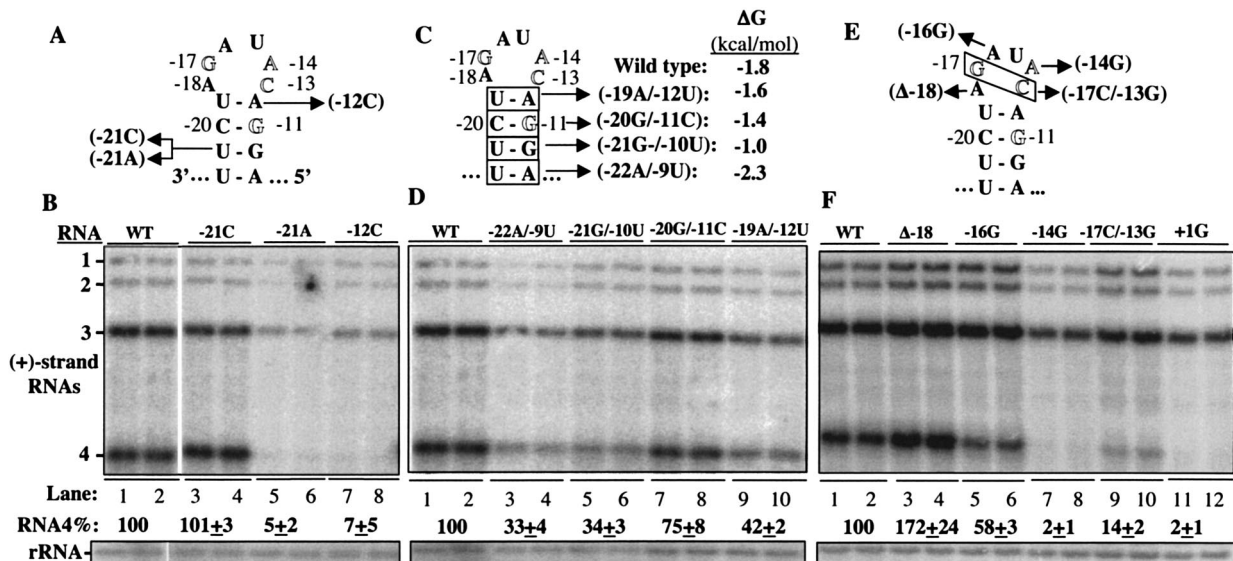 A
A U
-17 G A -14
-18 A C -13
U - A (-12C)
-20 C - G -11
(-21C)
(-21A)
U - G
3’... U - A ... 5’
C
ΔG
(kcal/mol)
A U
-17 G A -14
-18 A C -13
Wild type: -1.8
U - A (-19A/-12U): -1.6
-20 C - G -11 (-20G/-11C): -1.4
U - G (-21G-/-10U): -1.0
... U - A ... (-22A/-9U): -2.3
E
(-16G)
A U
-17 G A (-14G)
(Δ-18) A C (-17C/-13G)
U - A
-20 C - G -11
U - G
... U - A ...
B
RNA WT -21C -21A -12C
1
2
3
(+)-strand
RNAs
4
Lane: 1 2 3 4 5 6 7 8
RNA4%: 100 101±3 5±2 7±5
rRNA-
D
WT -22A/-9U -21G/-10U -20G/-11C -19A/-12U
1 2 3 4 5 6 7 8 9 10
100 33±4 34±3 75±8 42±2
F
WT Δ-18 -16G -14G -17C/-13G +1G
1 2 3 4 5 6 7 8 9 10 11 12
100 172±24 58±3 2±1 14±2 2±1